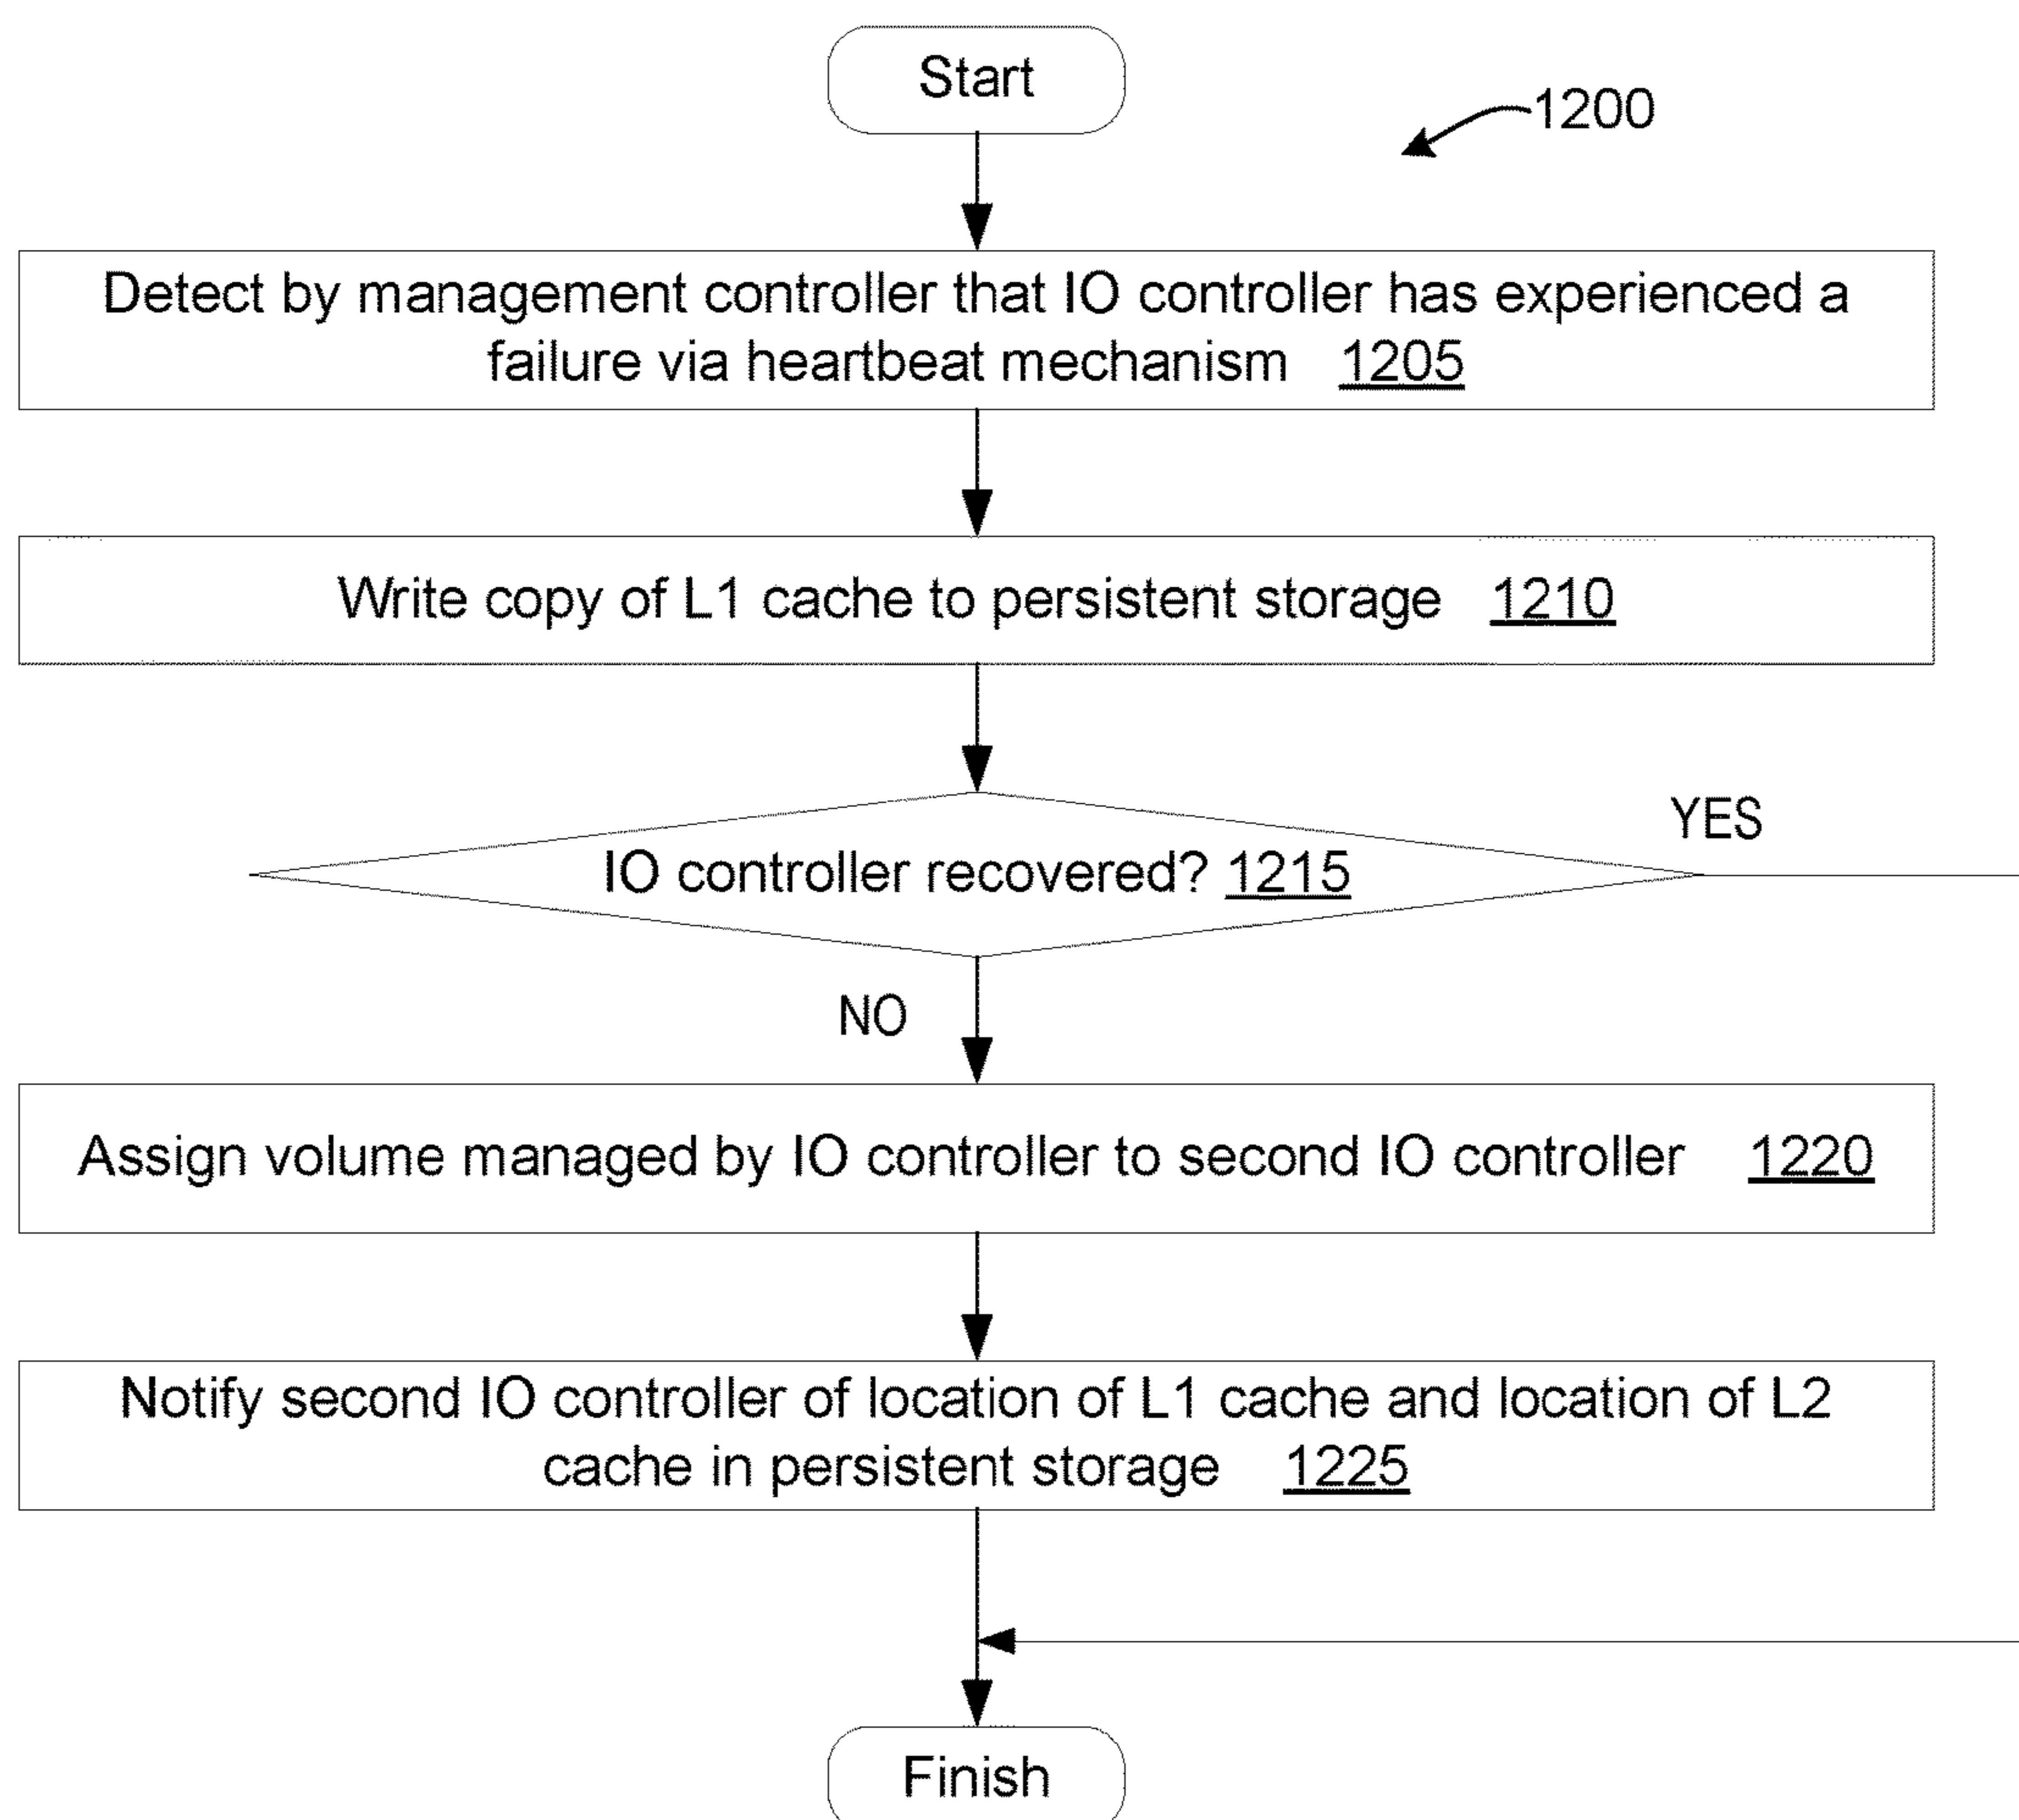 Start
1200
Detect by management controller that IO controller has experienced a
failure via heartbeat mechanism 1205
Write copy of L1 cache to persistent storage 1210
YES
IO controller recovered? 1215
NO
Assign volume managed by IO controller to second IO controller 1220
Notify second IO controller of location of L1 cache and location of L2
cache in persistent storage 1225
Finish